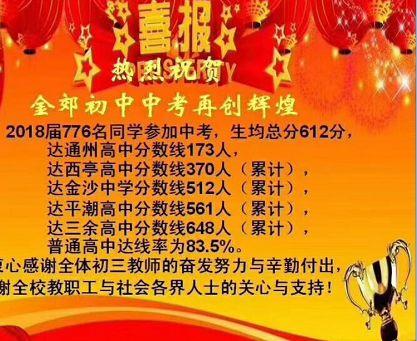 喜报
热烈祝贺
金郊初中中考再创辉煌
2018届776名同学参加中考，生均总分612分，
达通州高中分数线173人，
达西亭高中分数线370人（累计），
达金沙中学分数线512人（累计），
达平潮高中分数线561人（累计），
达三余高中分数线648人（累计），
普通高中达线率为83.5%。
衷心感谢全体初三教师的奋发努力与辛勤付出，
谢全校教职工与社会各界人士的关心与支持！